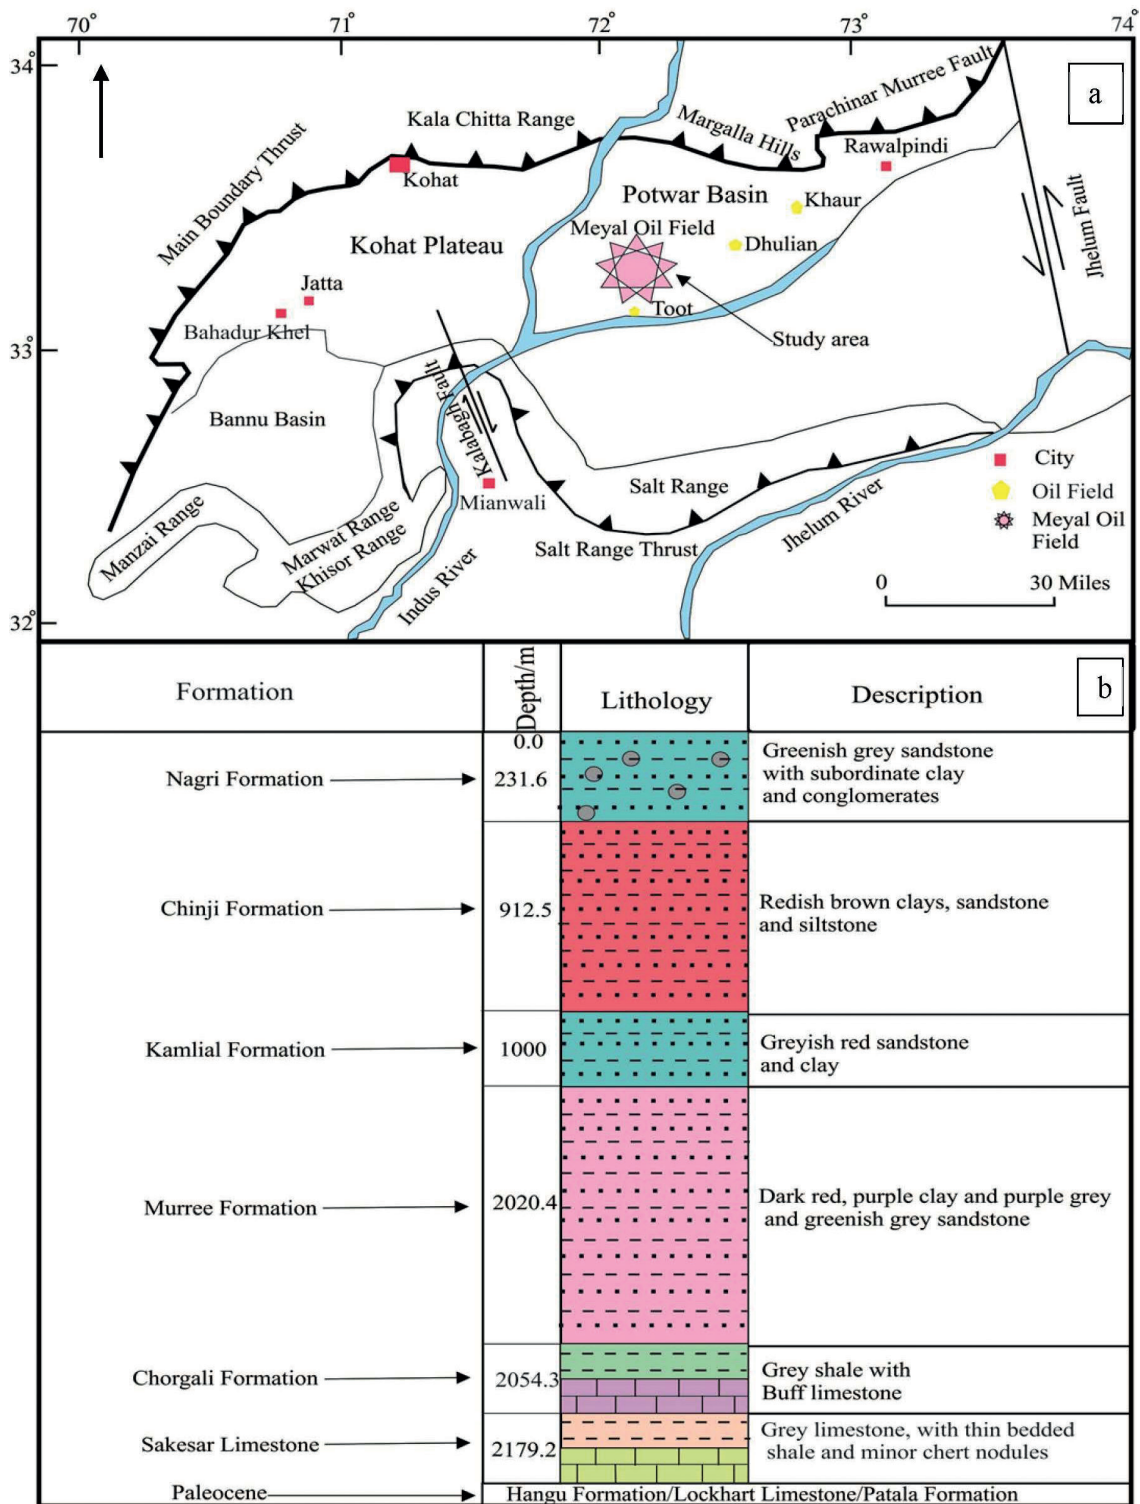 70° 71° 72° 73° 74°
34°
a
Parachinar Murree Fault
Kala Chitta Range
Margalla Hills
Main Boundary Thrust
Rawalpindi
Kohat
Potwar Basin
Khaur
Meyal Oil Field
Dhulian
Kohat Plateau
Jhelum Fault
Jatta
Toot
Bahadur Khel
Study area
33°
Kalabagh Fault
Bannu Basin
City
Salt Range
Oil Field
Mianwali
Jhelum River
Meyal Oil
Field
Manzai Range
Marwat Range
Khisor Range
Salt Range Thrust
Indus River
0 30 Miles
32°
b
Formation Depth/m Lithology Description
0.0
Nagri Formation 231.6
Greenish grey sandstone
with subordinate clay
and conglomerates
Chinji Formation 912.5
Redish brown clays, sandstone
and siltstone
Kamlial Formation 1000
Greyish red sandstone
and clay
Murree Formation 2020.4
Dark red, purple clay and purple grey
and greenish grey sandstone
Chorgali Formation 2054.3
Grey shale with
Buff limestone
Sakesar Limestone 2179.2
Grey limestone, with thin bedded
shale and minor chert nodules
Paleocene Hangu Formation/Lockhart Limestone/Patala Formation